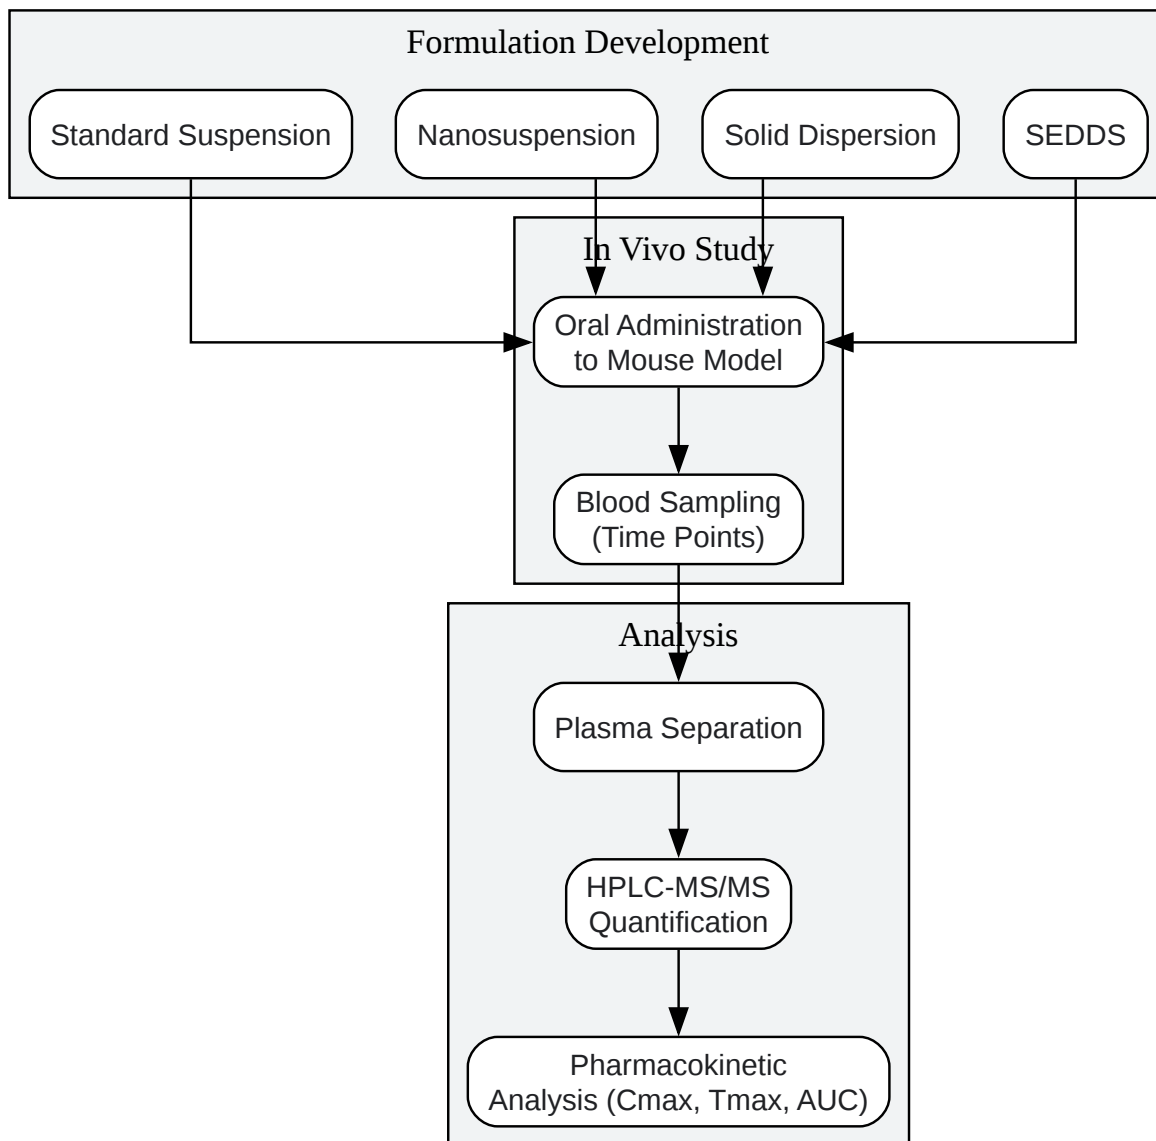 Formulation Development
Standard Suspension
Nanosuspension
Solid Dispersion
SEDDS
In Vivo Study
Oral Administration
to Mouse Model
Blood Sampling
(Time Points)
Analysis
Plasma Separation
HPLC-MS/MS
Quantification
Pharmacokinetic
Analysis (Cmax, Tmax, AUC)